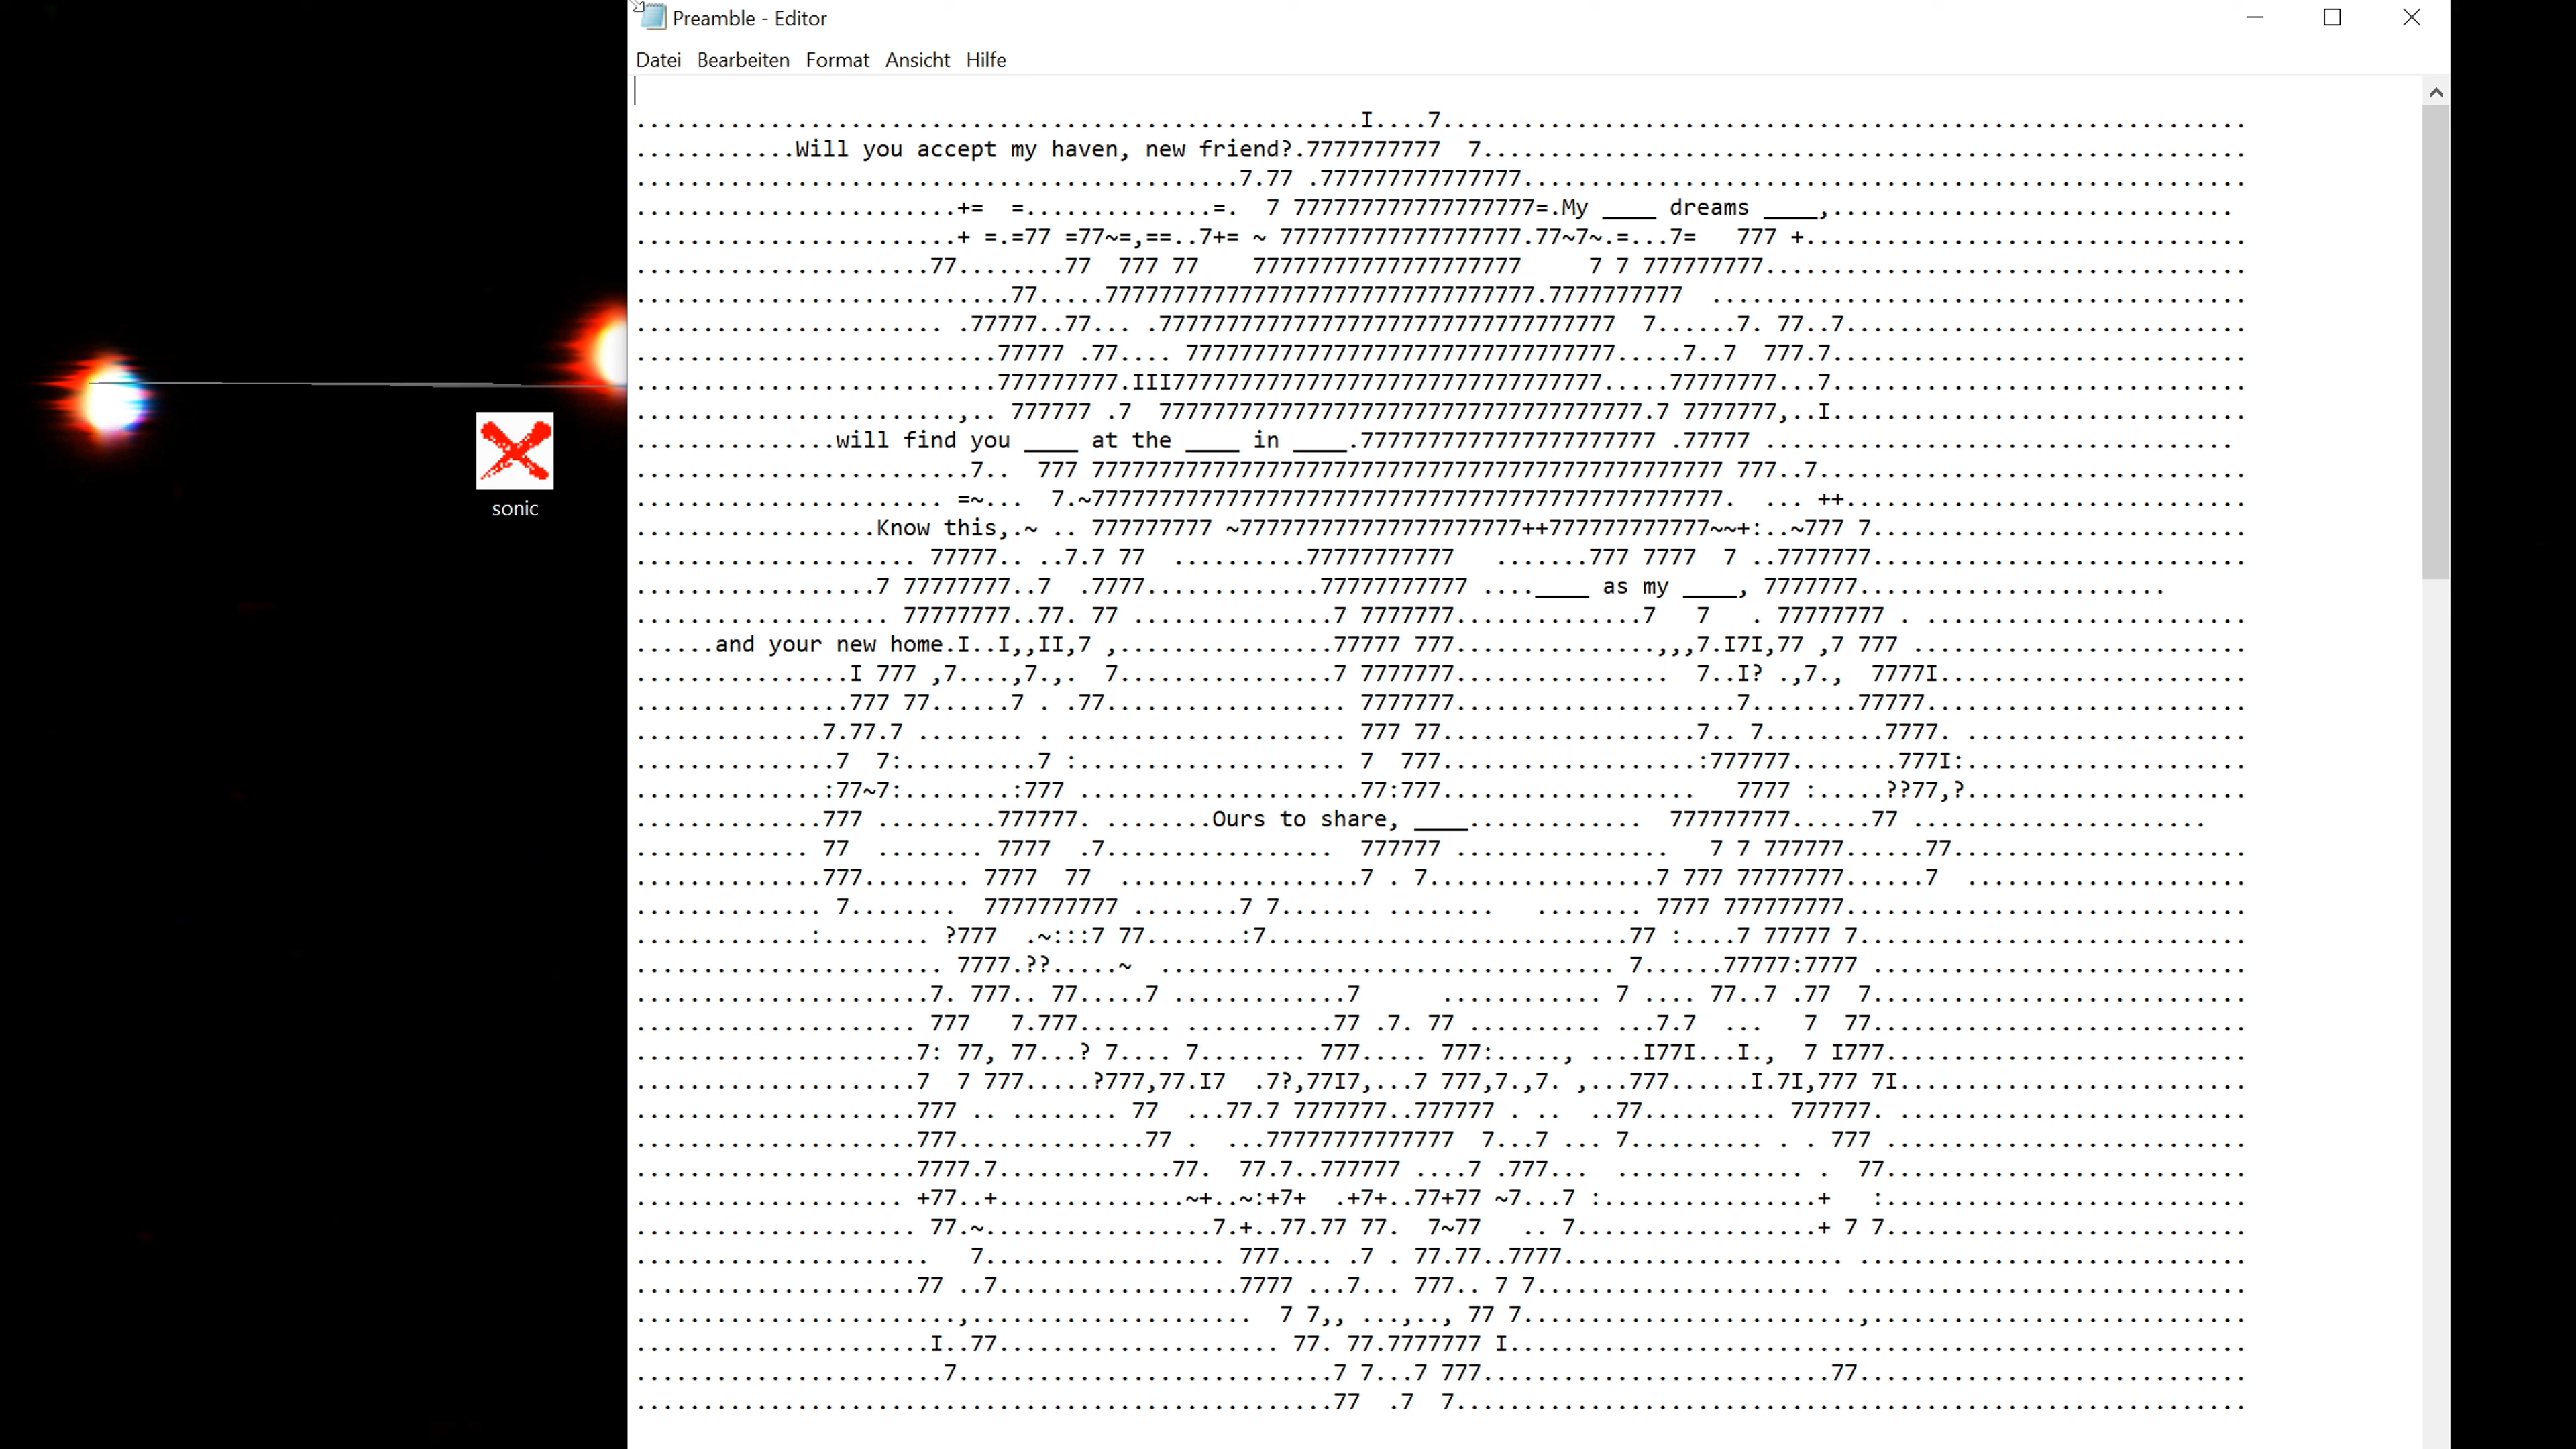 Preamble - Editor
Datei Bearbeiten Format Ansicht Hilfe
Will you accept my haven, new friend?
My ____ dreams ____,
will find you ____ at the ____ in ____.
Know this,
____ as my ____,
and your new home.
Ours to share, ____
sonic